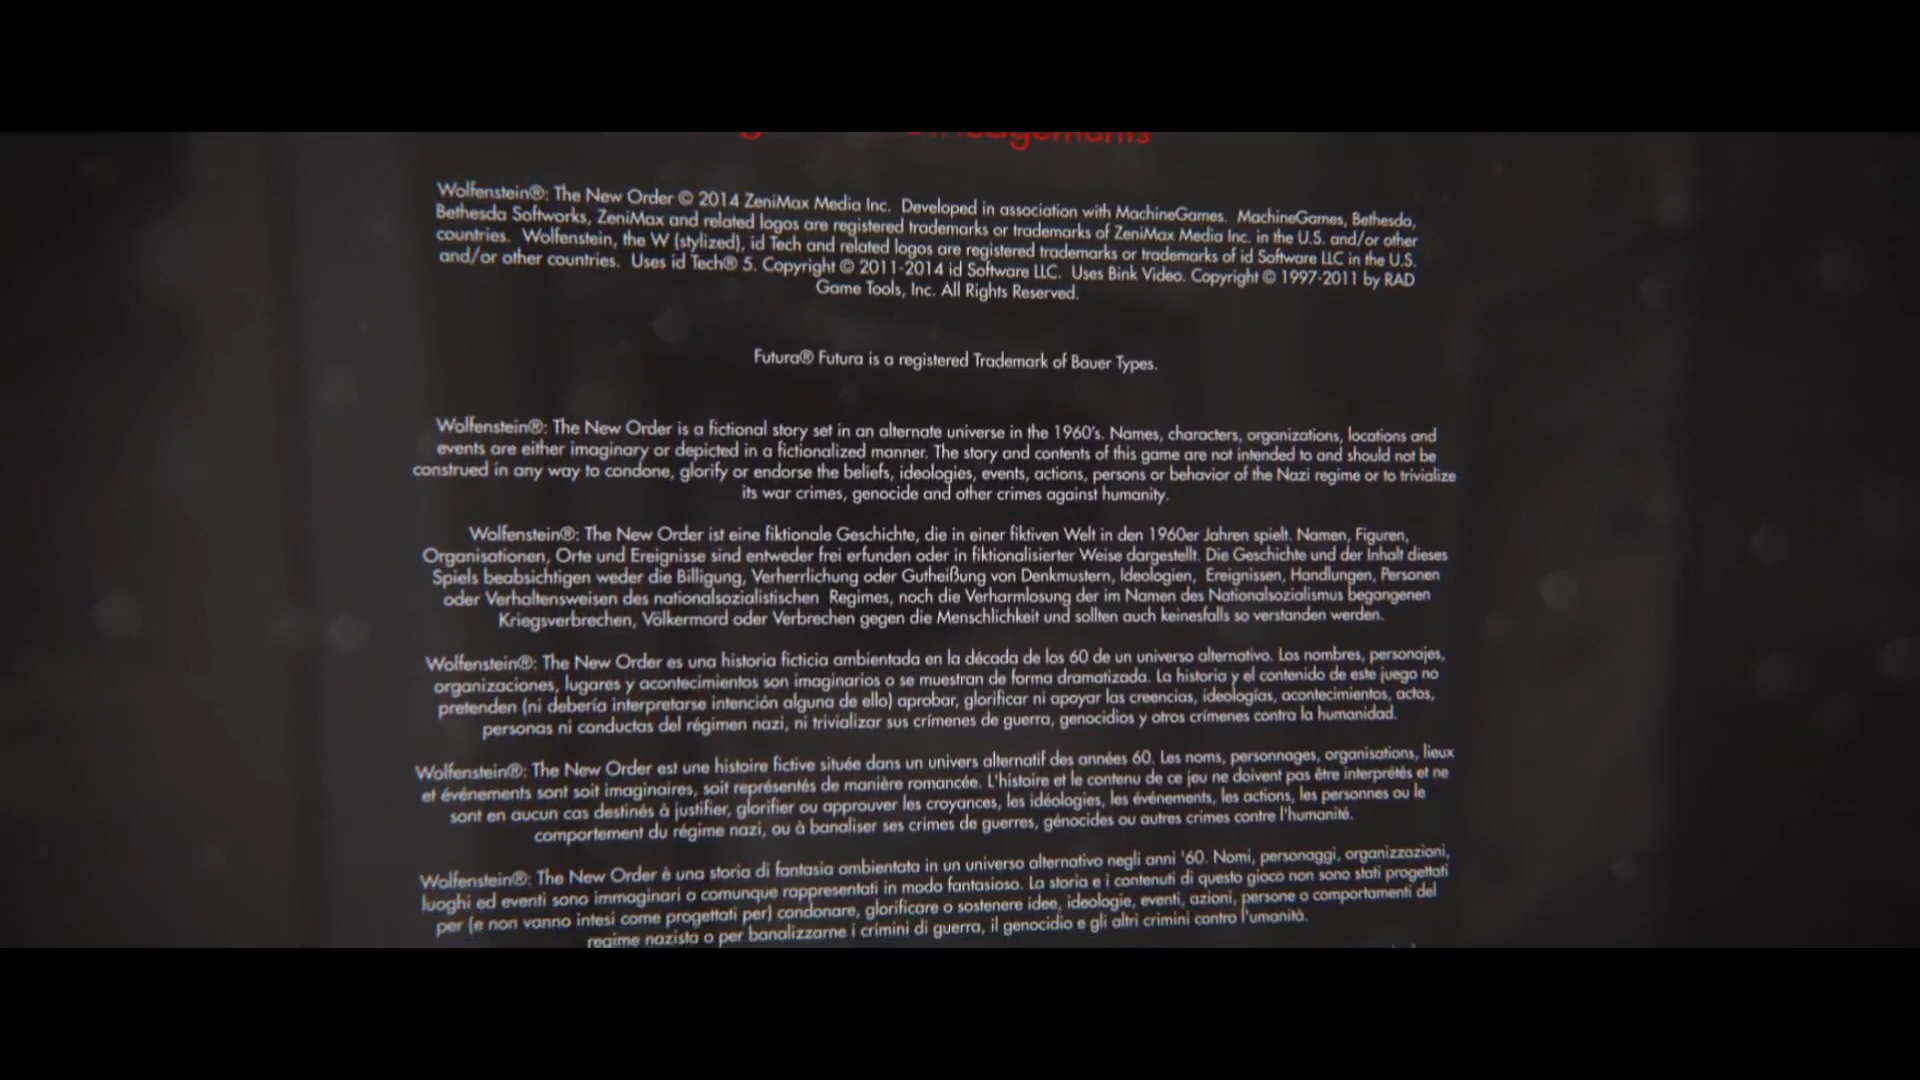 Wolfenstein®: The New Order © 2014 ZeniMax Media Inc. Developed in association with MachineGames. MachineGames, Bethesda,
Bethesda Softworks, ZeniMax and related logos are registered trademarks or trademarks of ZeniMax Media Inc. in the U.S. and/or other
countries. Wolfenstein, the W (stylized), id Tech and related logos are registered trademarks or trademarks of id Software LLC in the U.S.
and/or other countries. Uses id Tech® 5. Copyright © 2011-2014 id Software LLC. Uses Bink Video. Copyright © 1997-2011 by RAD
Game Tools, Inc. All Rights Reserved.
Futura® Futura is a registered Trademark of Bauer Types.
Wolfenstein®: The New Order is a fictional story set in an alternate universe in the 1960's. Names, characters, organizations, locations and
events are either imaginary or depicted in a fictionalized manner. The story and contents of this game are not intended to and should not be
construed in any way to condone, glorify or endorse the beliefs, ideologies, events, actions, persons or behavior of the Nazi regime or to trivialize
its war crimes, genocide and other crimes against humanity.
Wolfenstein®: The New Order ist eine fiktionale Geschichte, die in einer fiktiven Welt in den 1960er Jahren spielt. Namen, Figuren,
Organisationen, Orte und Ereignisse sind entweder frei erfunden oder in fiktionalisierter Weise dargestellt. Die Geschichte und der Inhalt dieses
Spiels beabsichtigen weder die Billigung, Verherrlichung oder Gutheißung von Denkmustern, Ideologien, Ereignissen, Handlungen, Personen
oder Verhaltensweisen des nationalsozialistischen Regimes, noch die Verharmlosung der im Namen des Nationalsozialismus begangenen
Kriegsverbrechen, Völkermord oder Verbrechen gegen die Menschlichkeit und sollten auch keinesfalls so verstanden werden.
Wolfenstein®: The New Order es una historia ficticia ambientada en la década de los 60 de un universo alternativo. Los nombres, personajes,
organizaciones, lugares y acontecimientos son imaginarios o se muestran de forma dramatizada. La historia y el contenido de este juego no
pretenden (ni debería interpretarse intención alguna de ello) aprobar, glorificar ni apoyar las creencias, ideologías, acontecimientos, actos,
personas ni conductas del régimen nazi, ni trivializar sus crímenes de guerra, genocidios y otros crímenes contra la humanidad.
Wolfenstein®: The New Order est une histoire fictive située dans un univers alternatif des années 60. Les noms, personnages, organisations, lieux
et événements sont soit imaginaires, soit représentés de manière romancée. L'histoire et le contenu de ce jeu ne doivent pas être interprétés et ne
sont en aucun cas destinés à justifier, glorifier ou approuver les croyances, les idéologies, les événements, les actions, les personnes ou le
comportement du régime nazi, ou à banaliser ses crimes de guerres, génocides ou autres crimes contre l'humanité.
Wolfenstein®: The New Order è una storia di fantasia ambientata in un universo alternativo negli anni '60. Nomi, personaggi, organizzazioni,
luoghi ed eventi sono immaginari o comunque rappresentati in modo fantasioso. La storia e i contenuti di questo gioco non sono stati progettati
per (e non vanno intesi come progettati per) condonare, glorificare o sostenere idee, ideologie, eventi, azioni, persone o comportamenti del
regime nazista o per banalizzarne i crimini di guerra, il genocidio e gli altri crimini contro l'umanità.